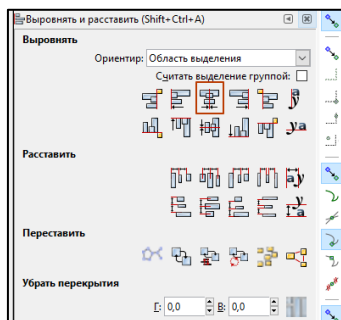 Выровнять и расставить (Shift+Ctrl+A)
Выровнять
Ориентир: Область выделения
Считать выделение группой:
Расставить
Переставить
Убрать перекрытия
Г: 0,0 В: 0,0